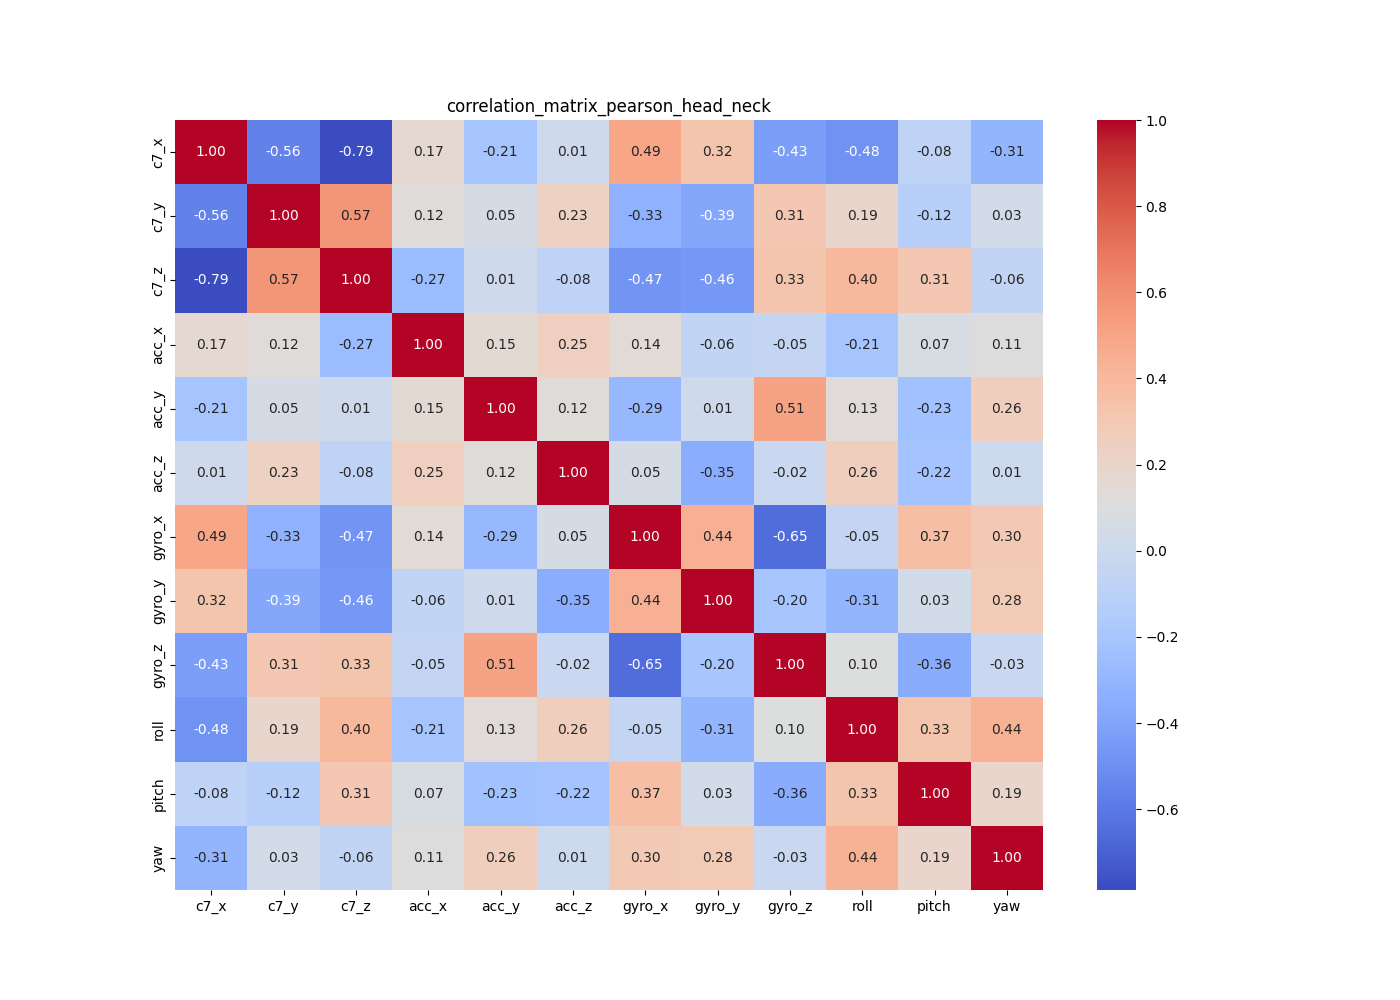 correlation_matrix_pearson_head_neck
c7_x 1.00 -0.56 -0.79 0.17 -0.21 0.01 0.49 0.32 -0.43 -0.48 -0.08 -0.31
c7_y -0.56 1.00 0.57 0.12 0.05 0.23 -0.33 -0.39 0.31 0.19 -0.12 0.03
c7_z -0.79 0.57 1.00 -0.27 0.01 -0.08 -0.47 -0.46 0.33 0.40 0.31 -0.06
acc_x 0.17 0.12 -0.27 1.00 0.15 0.25 0.14 -0.06 -0.05 -0.21 0.07 0.11
acc_y -0.21 0.05 0.01 0.15 1.00 0.12 -0.29 0.01 0.51 0.13 -0.23 0.26
acc_z 0.01 0.23 -0.08 0.25 0.12 1.00 0.05 -0.35 -0.02 0.26 -0.22 0.01
gyro_x 0.49 -0.33 -0.47 0.14 -0.29 0.05 1.00 0.44 -0.65 -0.05 0.37 0.30
gyro_y 0.32 -0.39 -0.46 -0.06 0.01 -0.35 0.44 1.00 -0.20 -0.31 0.03 0.28
gyro_z -0.43 0.31 0.33 -0.05 0.51 -0.02 -0.65 -0.20 1.00 0.10 -0.36 -0.03
roll -0.48 0.19 0.40 -0.21 0.13 0.26 -0.05 -0.31 0.10 1.00 0.33 0.44
pitch -0.08 -0.12 0.31 0.07 -0.23 -0.22 0.37 0.03 -0.36 0.33 1.00 0.19
yaw -0.31 0.03 -0.06 0.11 0.26 0.01 0.30 0.28 -0.03 0.44 0.19 1.00
c7_x c7_y c7_z acc_x acc_y acc_z gyro_x gyro_y gyro_z roll pitch yaw
1.0
0.8
0.6
0.4
0.2
0.0
−0.2
−0.4
−0.6